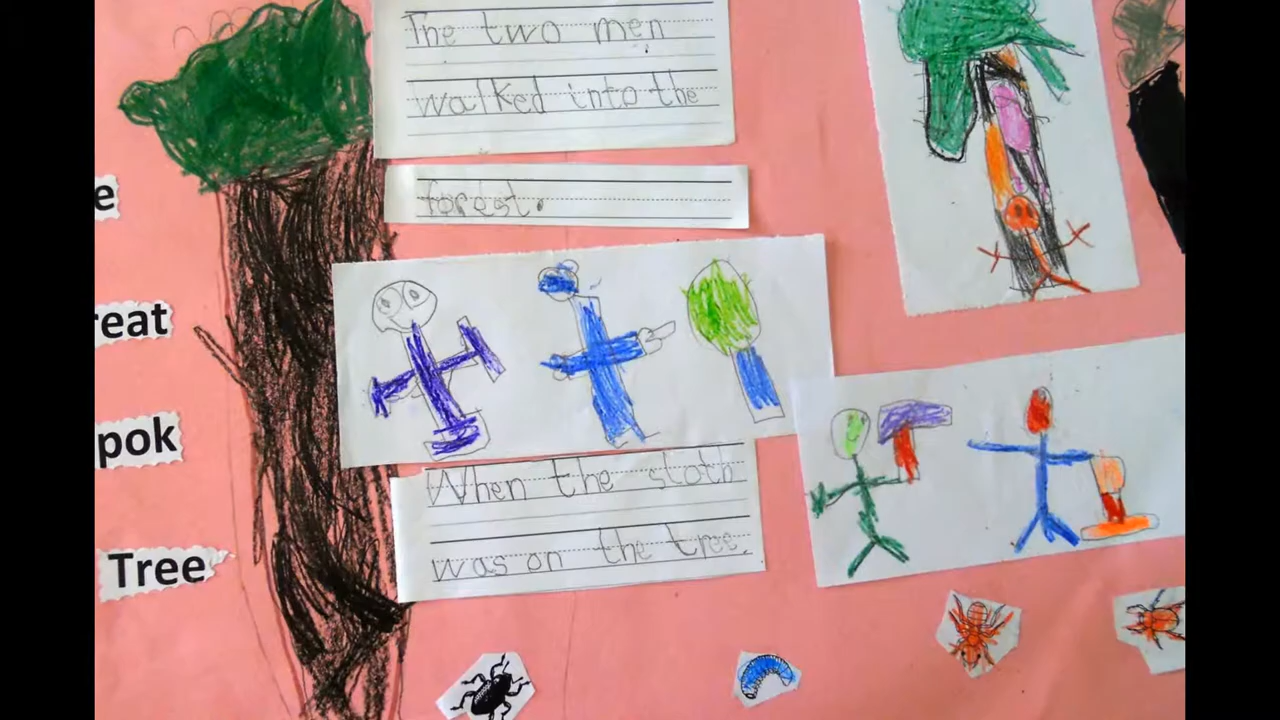 e
reat
pok
Tree
The two men
walked into the
forest.
When the sloth
was on the tree.